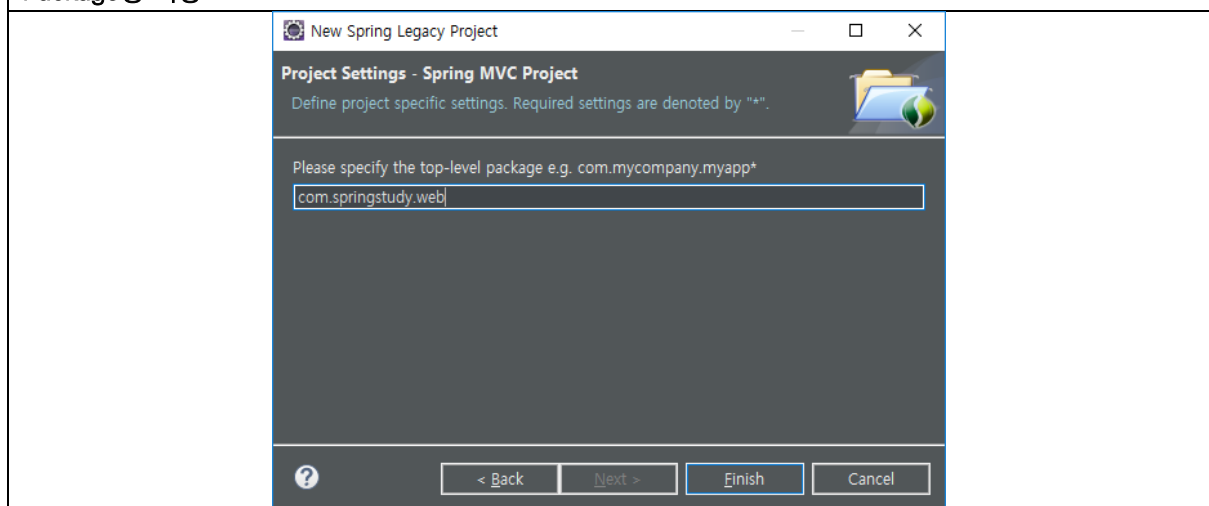 New Spring Legacy Project
Project Settings - Spring MVC Project
Define project specific settings. Required settings are denoted by "*".
Please specify the top-level package e.g. com.mycompany.myapp*
com.springstudy.web
< Back Next > Finish Cancel